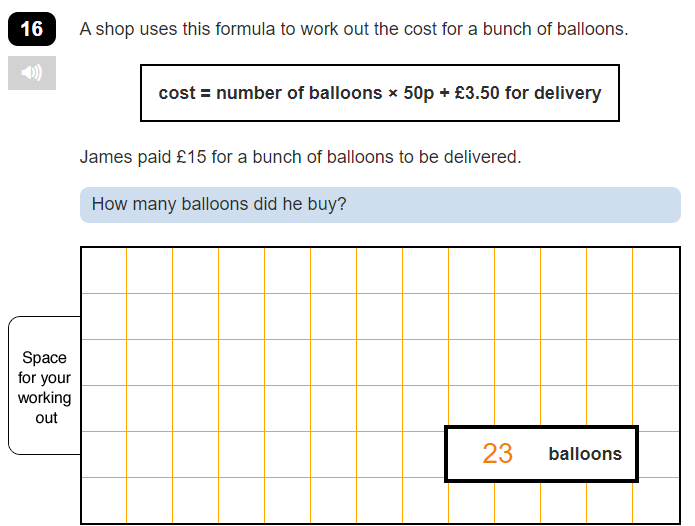 16
A shop uses this formula to work out the cost for a bunch of balloons.
cost = number of balloons × 50p + £3.50 for delivery
James paid £15 for a bunch of balloons to be delivered.
How many balloons did he buy?
Space
for your
working
out
23 balloons